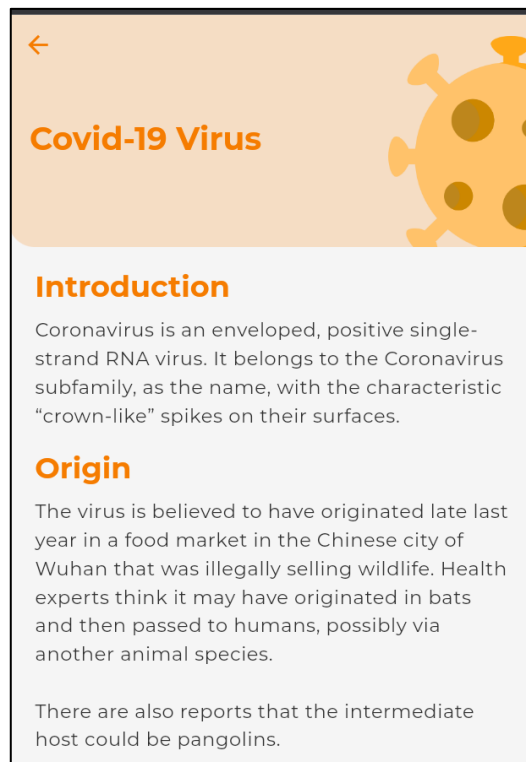 Covid-19 Virus
Introduction
Coronavirus is an enveloped, positive single-
strand RNA virus. It belongs to the Coronavirus
subfamily, as the name, with the characteristic
“crown-like” spikes on their surfaces.
Origin
The virus is believed to have originated late last
year in a food market in the Chinese city of
Wuhan that was illegally selling wildlife. Health
experts think it may have originated in bats
and then passed to humans, possibly via
another animal species.
There are also reports that the intermediate
host could be pangolins.